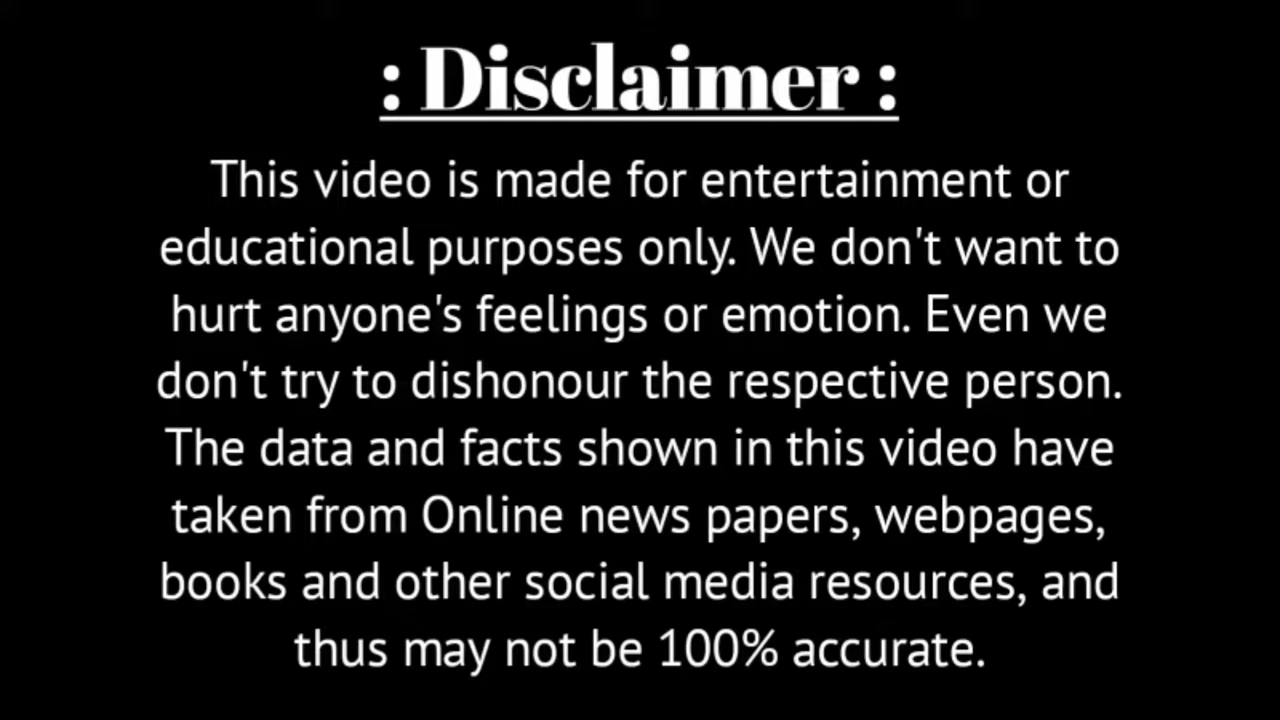 : Disclaimer :
This video is made for entertainment or
educational purposes only. We don't want to
hurt anyone's feelings or emotion. Even we
don't try to dishonour the respective person.
The data and facts shown in this video have
taken from Online news papers, webpages,
books and other social media resources, and
thus may not be 100% accurate.